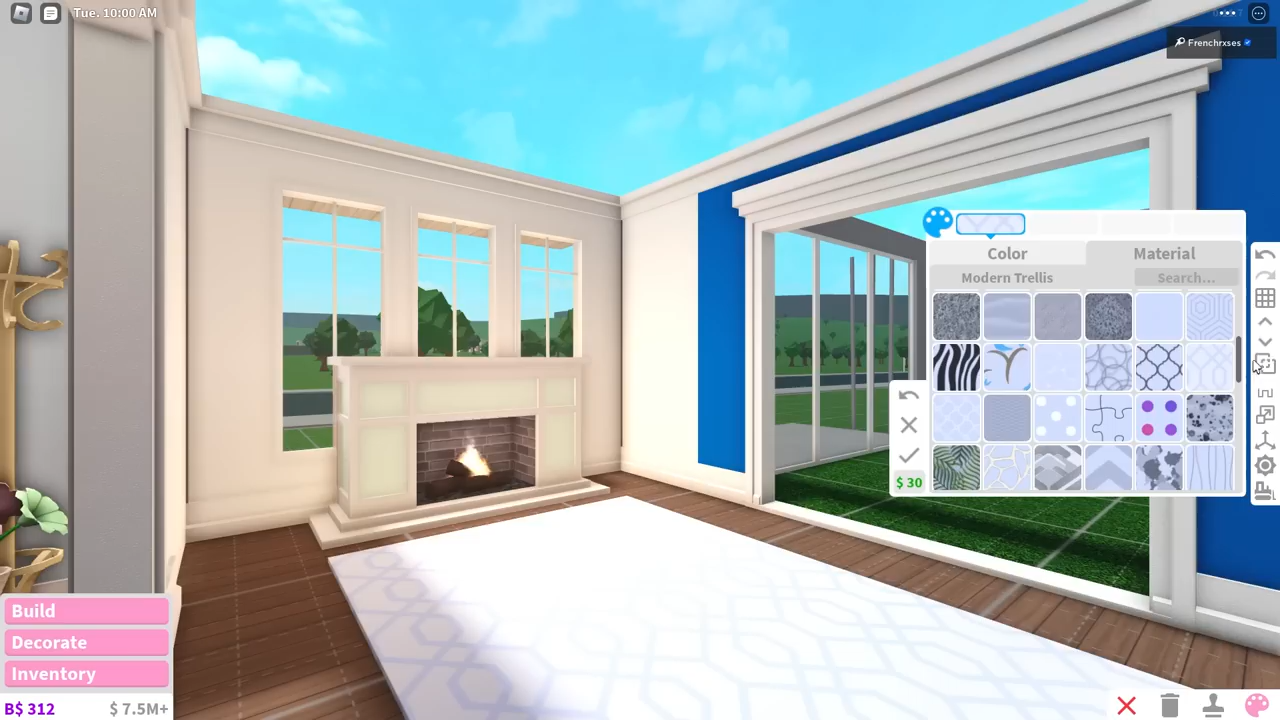 Tue. 10:00 AM
Frenchrxses
Color
Material
Modern Trellis
Search...
$ 30
Build
Decorate
Inventory
B$ 312
$ 7.5M+